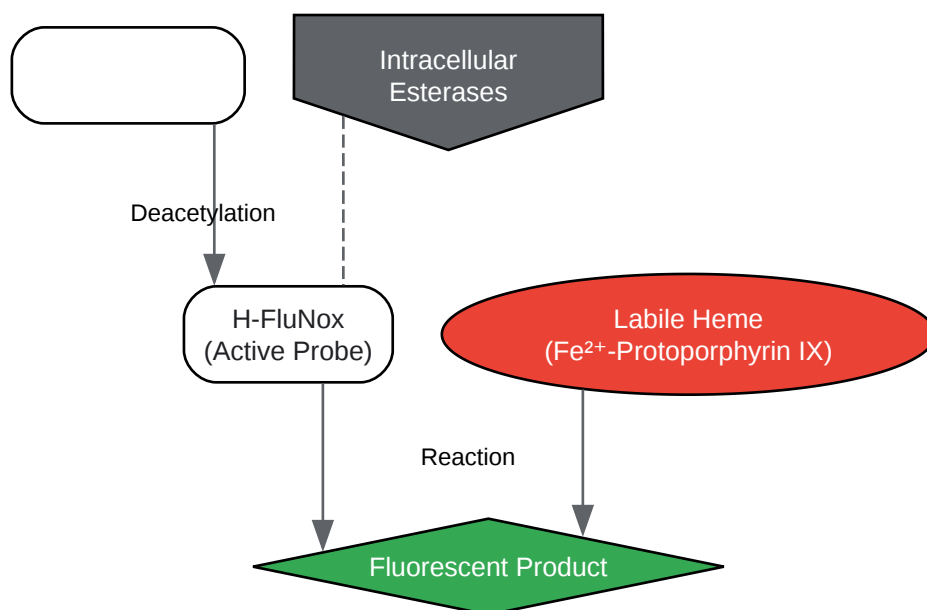 Intracellular
Esterases
Deacetylation
H-FluNox
(Active Probe)
Labile Heme
(Fe²⁺-Protoporphyrin IX)
Reaction
Fluorescent Product